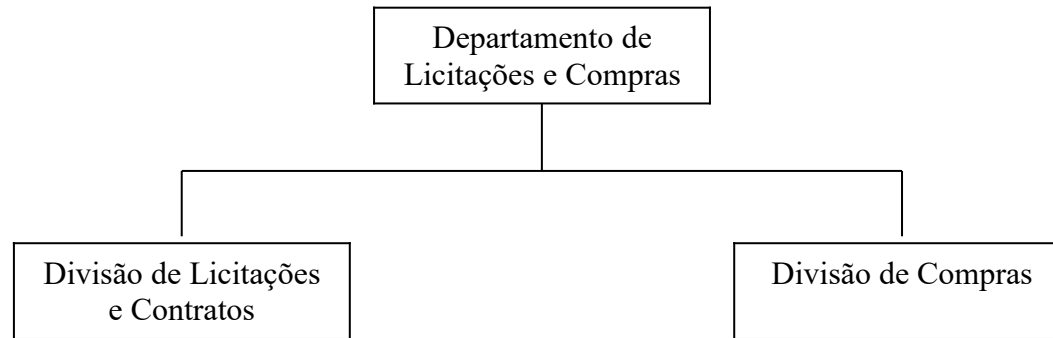 Departamento de
Licitações e Compras
Divisão de Licitações
e Contratos
Divisão de Compras